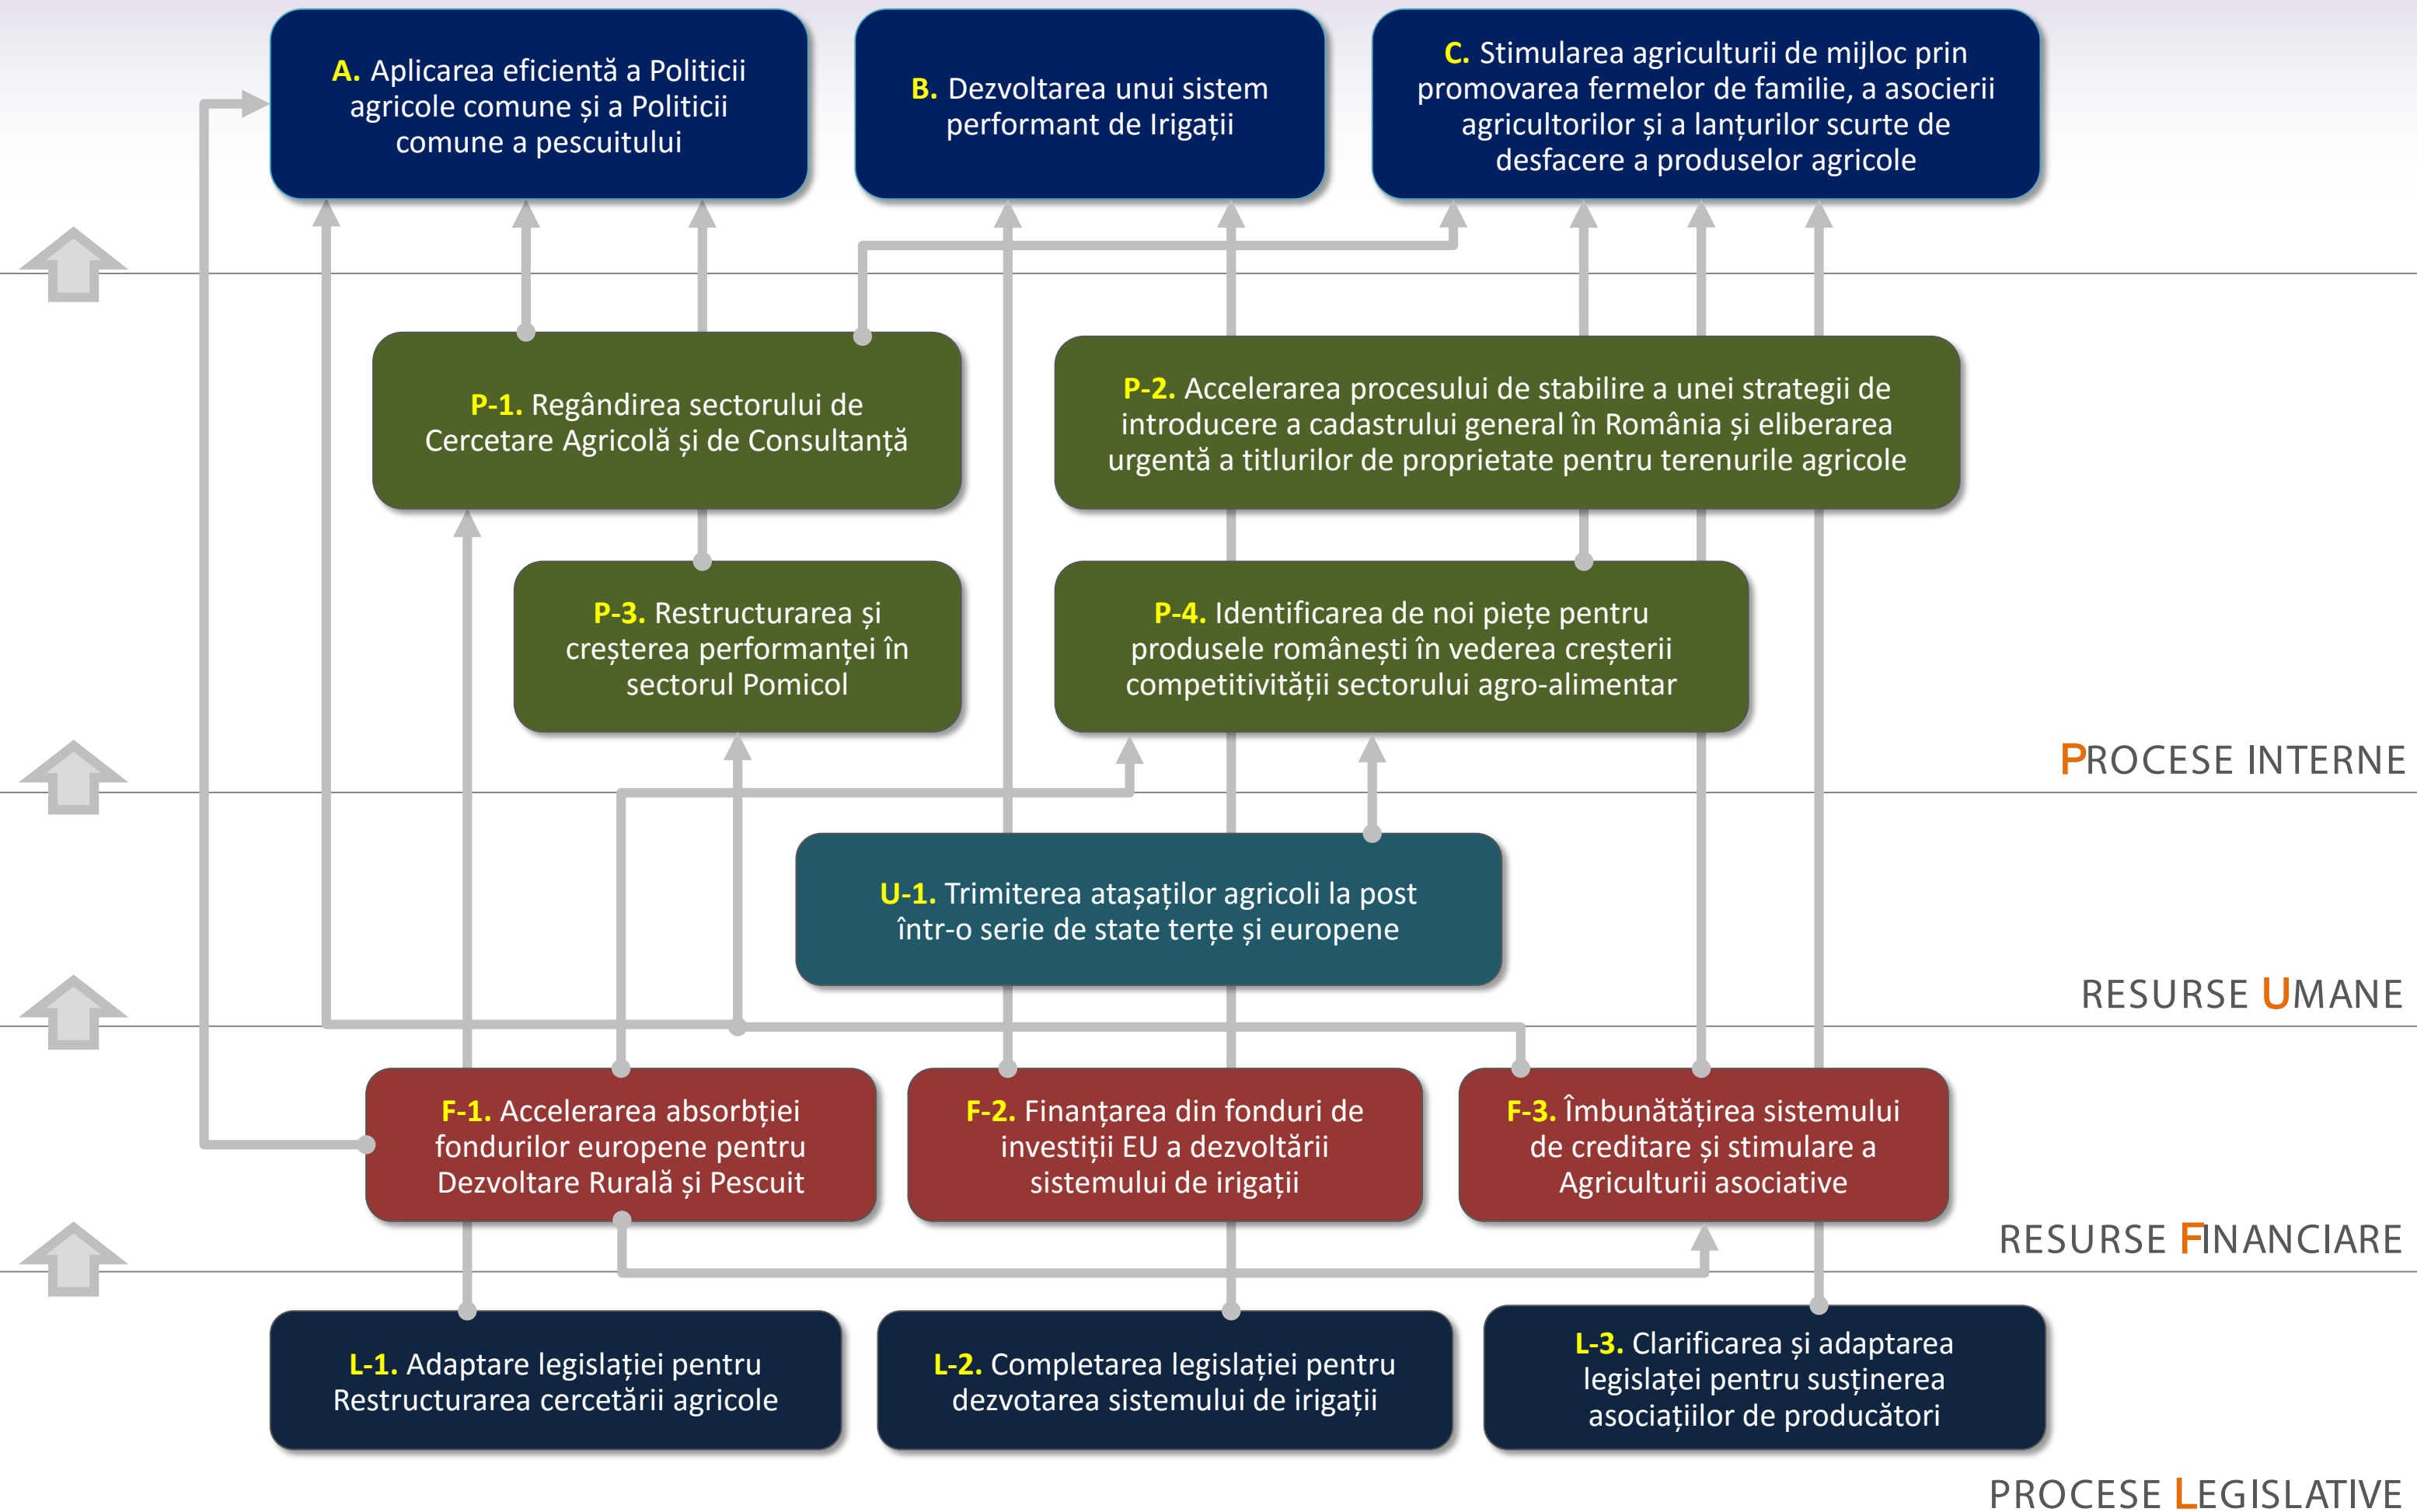 A. Aplicarea eficientă a Politicii
agricole comune și a Politicii
comune a pescuitului
B. Dezvoltarea unui sistem
performant de Irigații
C. Stimularea agriculturii de mijloc prin
promovarea fermelor de familie, a asocierii
agricultorilor și a lanțurilor scurte de
desfacere a produselor agricole
P-1. Regândirea sectorului de
Cercetare Agricolă și de Consultanță
P-2. Accelerarea procesului de stabilire a unei strategii de
introducere a cadastrului general în România și eliberarea
urgentă a titlurilor de proprietate pentru terenurile agricole
P-3. Restructurarea și
creșterea performanței în
sectorul Pomicol
P-4. Identificarea de noi piețe pentru
produsele românești în vederea creșterii
competitivității sectorului agro-alimentar
PROCESE INTERNE
U-1. Trimiterea atașaților agricoli la post
într-o serie de state terțe și europene
RESURSE UMANE
F-1. Accelerarea absorbției
fondurilor europene pentru
Dezvoltare Rurală și Pescuit
F-2. Finanțarea din fonduri de
investiții EU a dezvoltării
sistemului de irigații
F-3. Îmbunătățirea sistemului
de creditare și stimulare a
Agriculturii asociative
RESURSE FINANCIARE
L-1. Adaptare legislației pentru
Restructurarea cercetării agricole
L-2. Completarea legislației pentru
dezvotarea sistemului de irigații
L-3. Clarificarea și adaptarea
legislaței pentru susținerea
asociațiilor de producători
PROCESE LEGISLATIVE